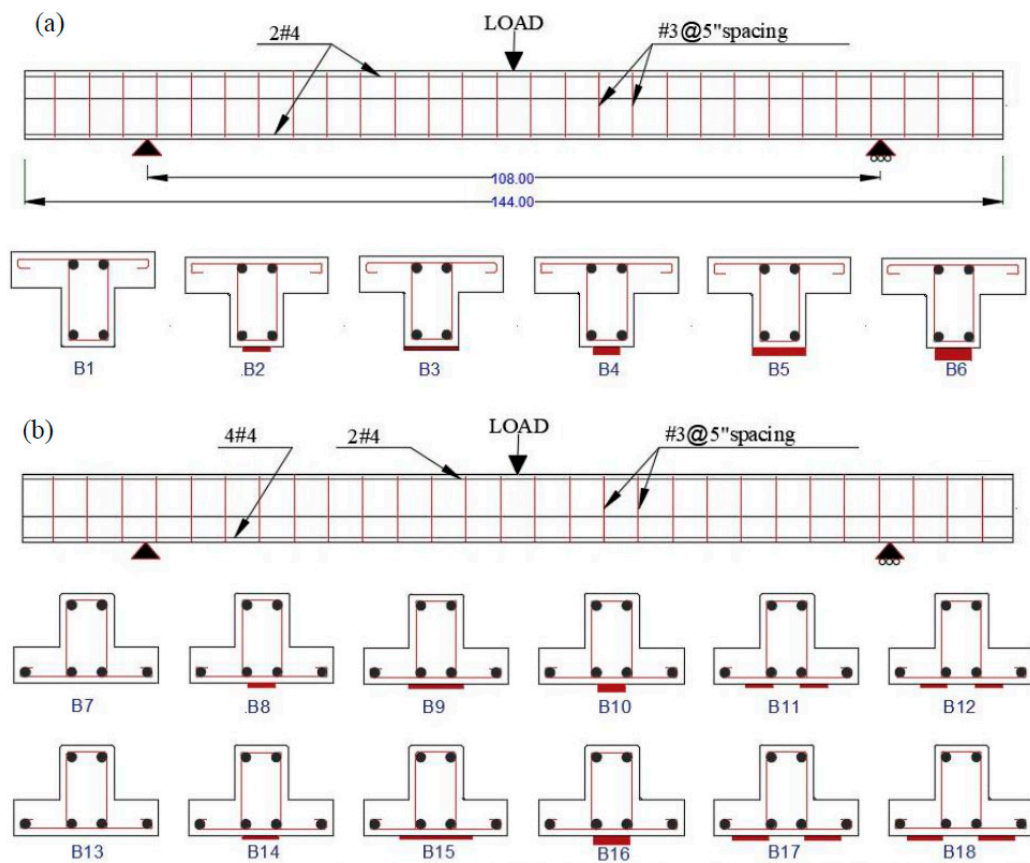 (a)
LOAD
2#4
#3@5"spacing
108.00
144.00
B1
.B2
B3
B4
B5
B6
(b)
LOAD
4#4
2#4
#3@5"spacing
B7
.B8
B9
B10
B11
B12
B13
B14
B15
B16
B17
B18